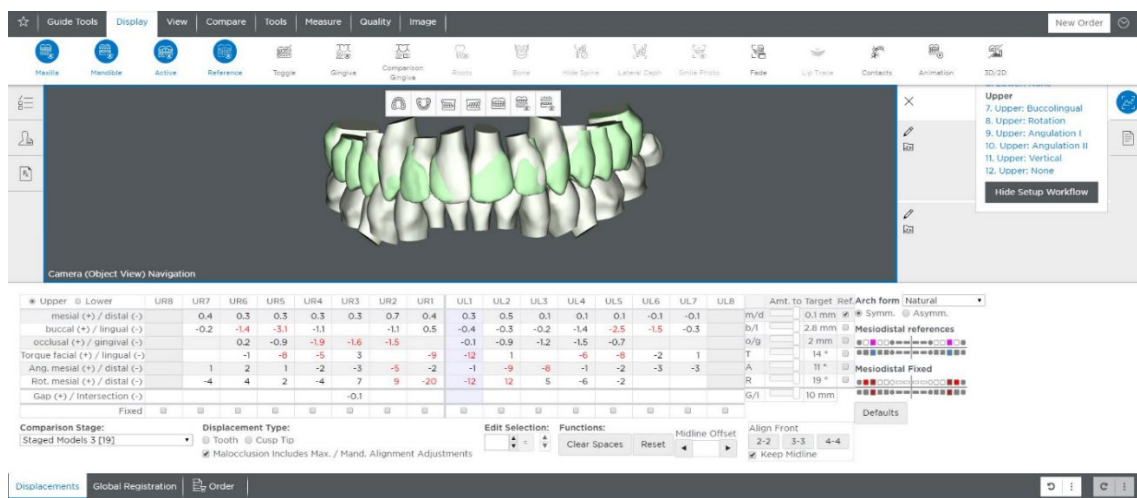 Guide Tools Display View Compare Tools Measure Quality Image New Order
Maxilla Mandible Active Reference Toggle Gingiva Comparison Gingiva Roots Bone Hide Spine Lateral Ceph Smile Photo Fade Lip Trace Contacts Animation 3D/2D
Upper
7. Upper: Buccolingual
8. Upper: Rotation
9. Upper: Angulation I
10. Upper: Angulation II
11. Upper: Vertical
12. Upper: None
Hide Setup Workflow
Camera (Object View) Navigation
Upper Lower UR8 UR7 UR6 UR5 UR4 UR3 UR2 UR1 UL1 UL2 UL3 UL4 UL5 UL6 UL7 UL8 Amt. to Target Ref. Arch form Natural
mesial (+) / distal (-) 0.4 0.3 0.3 0.3 0.3 0.7 0.4 0.3 0.5 0.1 0.1 0.1 -0.1 -0.1 m/d 0.1 mm Symm. Asymm.
buccal (+) / lingual (-) -0.2 -1.4 -3.1 -1.1 -1.1 0.5 -0.4 -0.3 -0.2 -1.4 -2.5 -1.5 -0.3 b/l 2.8 mm Mesiodistal references
occlusal (+) / gingival (-) 0.2 -0.9 -1.9 -1.6 -1.5 -0.1 -0.9 -1.2 -1.5 -0.7 o/g 2 mm
Torque facial (+) / lingual (-) -1 -8 -5 3 -9 -12 1 -6 -8 -2 1 T 14 °
Ang. mesial (+) / distal (-) 1 2 1 -2 -3 -5 -2 -1 -9 -8 -1 -2 -3 -3 A 11 ° Mesiodistal Fixed
Rot. mesial (+) / distal (-) -4 4 2 -4 7 9 -20 -12 12 5 -6 -2 R 19 °
Gap (+) / Intersection (-) -0.1 G/I 10 mm
Fixed Defaults
Comparison Stage: Displacement Type: Edit Selection: Functions: Midline Offset Align Front
Staged Models 3 [19] Tooth Cusp Tip = Clear Spaces Reset 2-2 3-3 4-4
Malocclusion Includes Max. / Mand. Alignment Adjustments Keep Midline
Displacements Global Registration Order